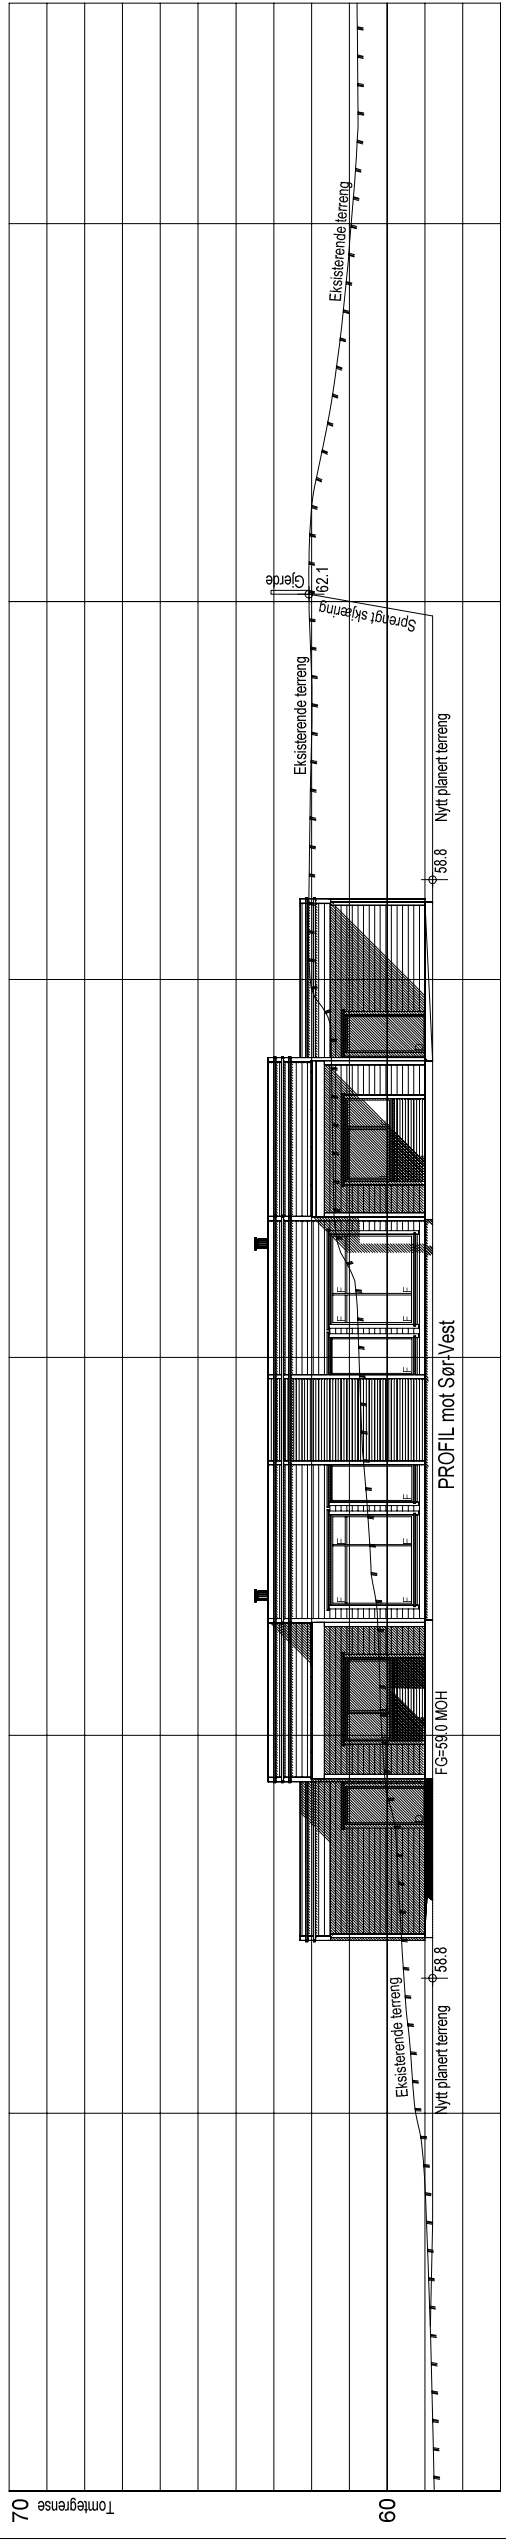 70
Tomtegrense
60
Eksisterende terreng
Nytt planert terreng
58.8
FG=59.0 MOH
PROFIL mot Sør-Vest
F
F
F
F
F
F
F
F
F
F
F
F
58.8
Nytt planert terreng
Eksisterende terreng
Sprengt skjæring
62.1
Gjerde
Eksisterende terreng